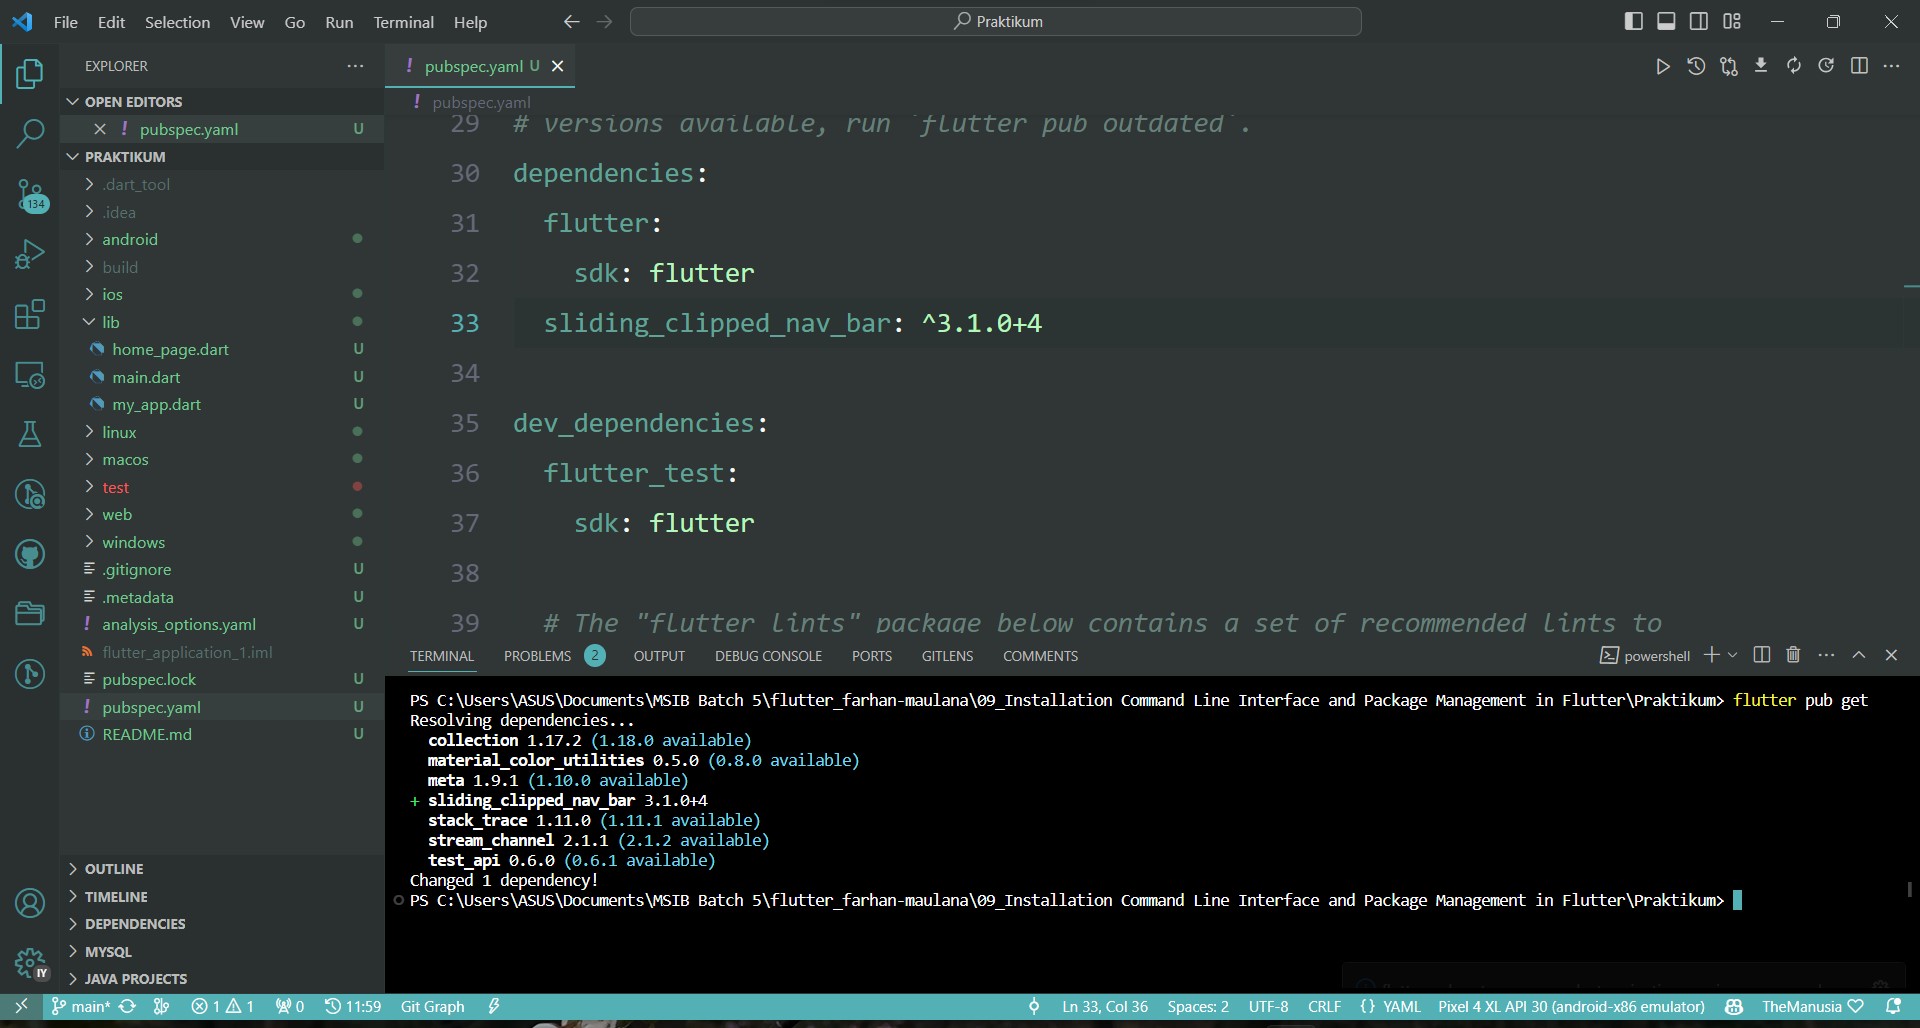 File Edit Selection View Go Run Terminal Help
Praktikum
EXPLORER
OPEN EDITORS
pubspec.yaml U
PRAKTIKUM
.dart_tool
.idea
android
build
ios
lib
home_page.dart U
main.dart U
my_app.dart U
linux
macos
test
web
windows
.gitignore U
.metadata U
analysis_options.yaml U
flutter_application_1.iml
pubspec.lock U
pubspec.yaml U
README.md U
OUTLINE
TIMELINE
DEPENDENCIES
MYSQL
JAVA PROJECTS
134
IY
! pubspec.yaml U
! pubspec.yaml
29 # versions available, run `flutter pub outdated`.
30 dependencies:
31 flutter:
32 sdk: flutter
33 sliding_clipped_nav_bar: ^3.1.0+4
34
35 dev_dependencies:
36 flutter_test:
37 sdk: flutter
38
39 # The "flutter_lints" package below contains a set of recommended lints to
TERMINAL PROBLEMS 2 OUTPUT DEBUG CONSOLE PORTS GITLENS COMMENTS
powershell
PS C:\Users\ASUS\Documents\MSIB Batch 5\flutter_farhan-maulana\09_Installation Command Line Interface and Package Management in Flutter\Praktikum> flutter pub get
Resolving dependencies...
collection 1.17.2 (1.18.0 available)
material_color_utilities 0.5.0 (0.8.0 available)
meta 1.9.1 (1.10.0 available)
+ sliding_clipped_nav_bar 3.1.0+4
stack_trace 1.11.0 (1.11.1 available)
stream_channel 2.1.1 (2.1.2 available)
test_api 0.6.0 (0.6.1 available)
Changed 1 dependency!
PS C:\Users\ASUS\Documents\MSIB Batch 5\flutter_farhan-maulana\09_Installation Command Line Interface and Package Management in Flutter\Praktikum>
main* 1 1 0 11:59 Git Graph Ln 33, Col 36 Spaces: 2 UTF-8 CRLF {} YAML Pixel 4 XL API 30 (android-x86 emulator) TheManusia